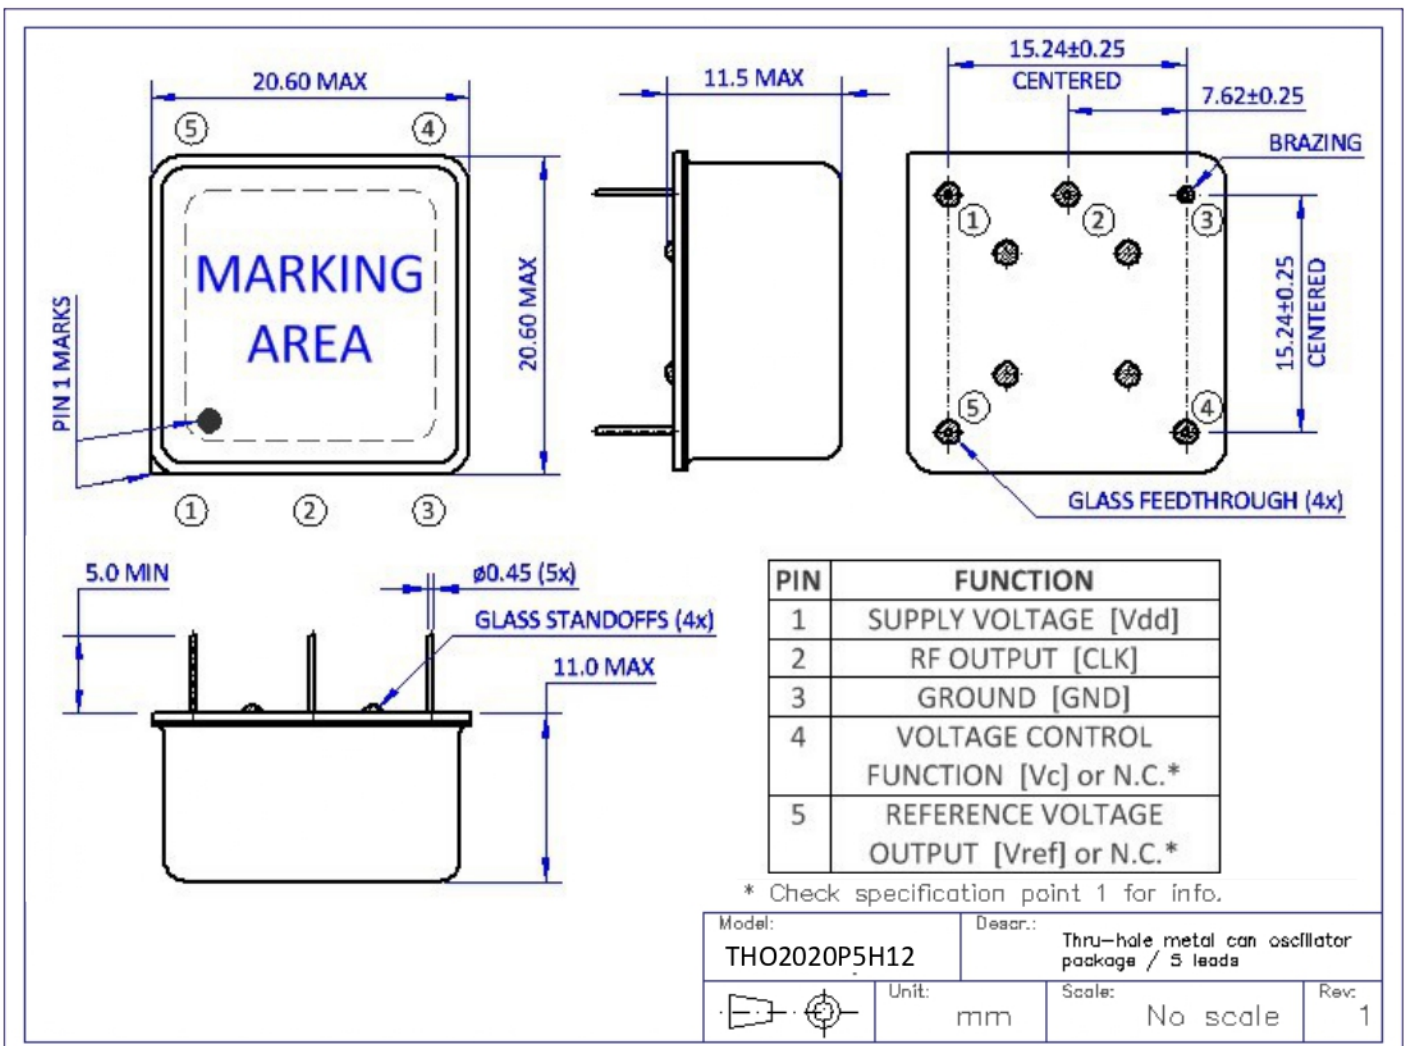 20.60 MAX
5
4
MARKING
AREA
PIN 1 MARKS
20.60 MAX
1
2
3
11.5 MAX
15.24±0.25
CENTERED
7.62±0.25
BRAZING
1
2
3
15.24±0.25
CENTERED
5
4
GLASS FEEDTHROUGH (4x)
5.0 MIN
ø0.45 (5x)
GLASS STANDOFFS (4x)
11.0 MAX
PIN FUNCTION
1 SUPPLY VOLTAGE [Vdd]
2 RF OUTPUT [CLK]
3 GROUND [GND]
4 VOLTAGE CONTROL
FUNCTION [Vc] or N.C.*
5 REFERENCE VOLTAGE
OUTPUT [Vref] or N.C.*
* Check specification point 1 for info.
Model:
THO2020P5H12
Descr.:
Thru-hole metal can oscillator
package / 5 leads
Unit:
mm
Scale:
No scale
Rev:
1